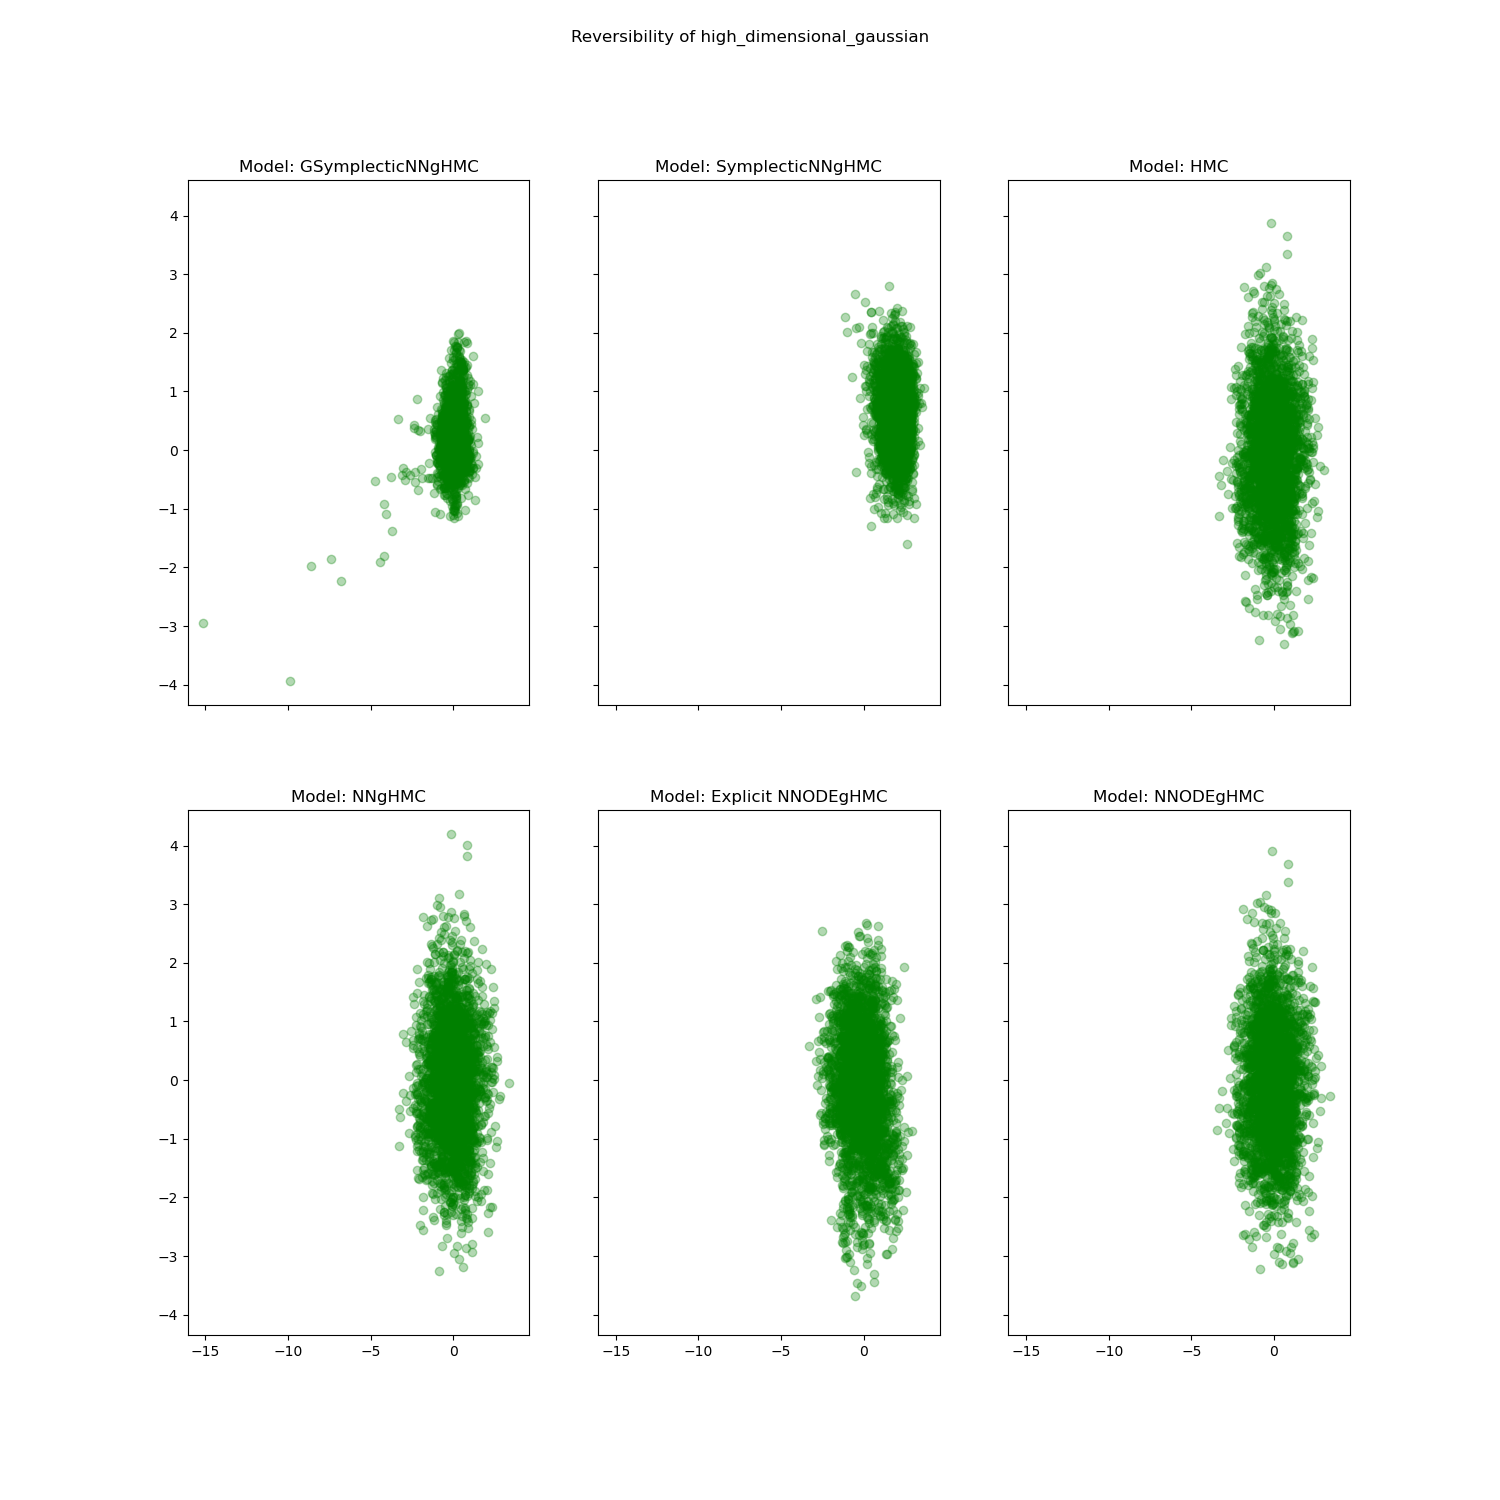 Reversibility of high_dimensional_gaussian
Model: GSymplecticNNgHMC
Model: SymplecticNNgHMC
Model: HMC
4
3
2
1
0
−1
−2
−3
−4
Model: NNgHMC
Model: Explicit NNODEgHMC
Model: NNODEgHMC
4
3
2
1
0
−1
−2
−3
−4
−15 −10 −5 0
−15 −10 −5 0
−15 −10 −5 0